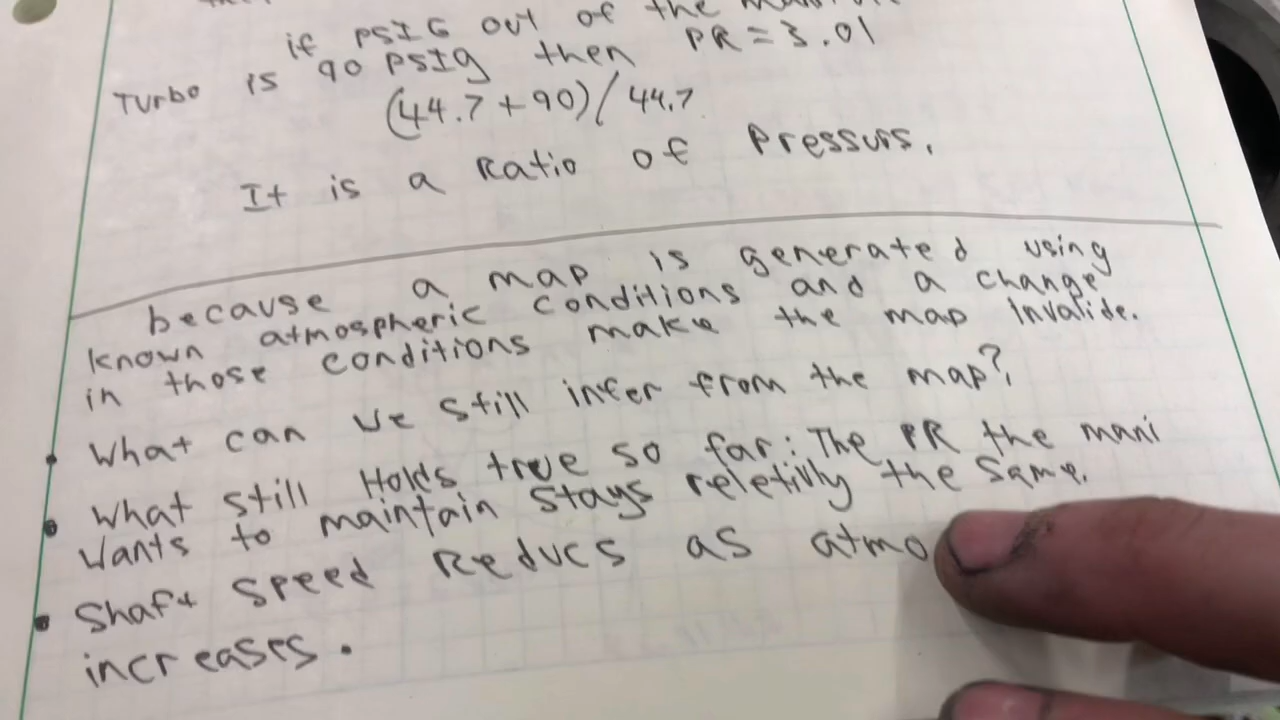 if PSIG out of the
Turbo is 90 PSIg then PR = 3.01
(44.7 + 90) / 44.7
It is a Ratio of Pressurs.
because a map is generated using
known atmospheric conditions and a change
in those conditions make the map invalide.
• What can we still infer from the map?
• What still Holds true so far: The PR the mani
wants to maintain stays reletivly the same.
• Shaft speed Reducs as atmo
increases.